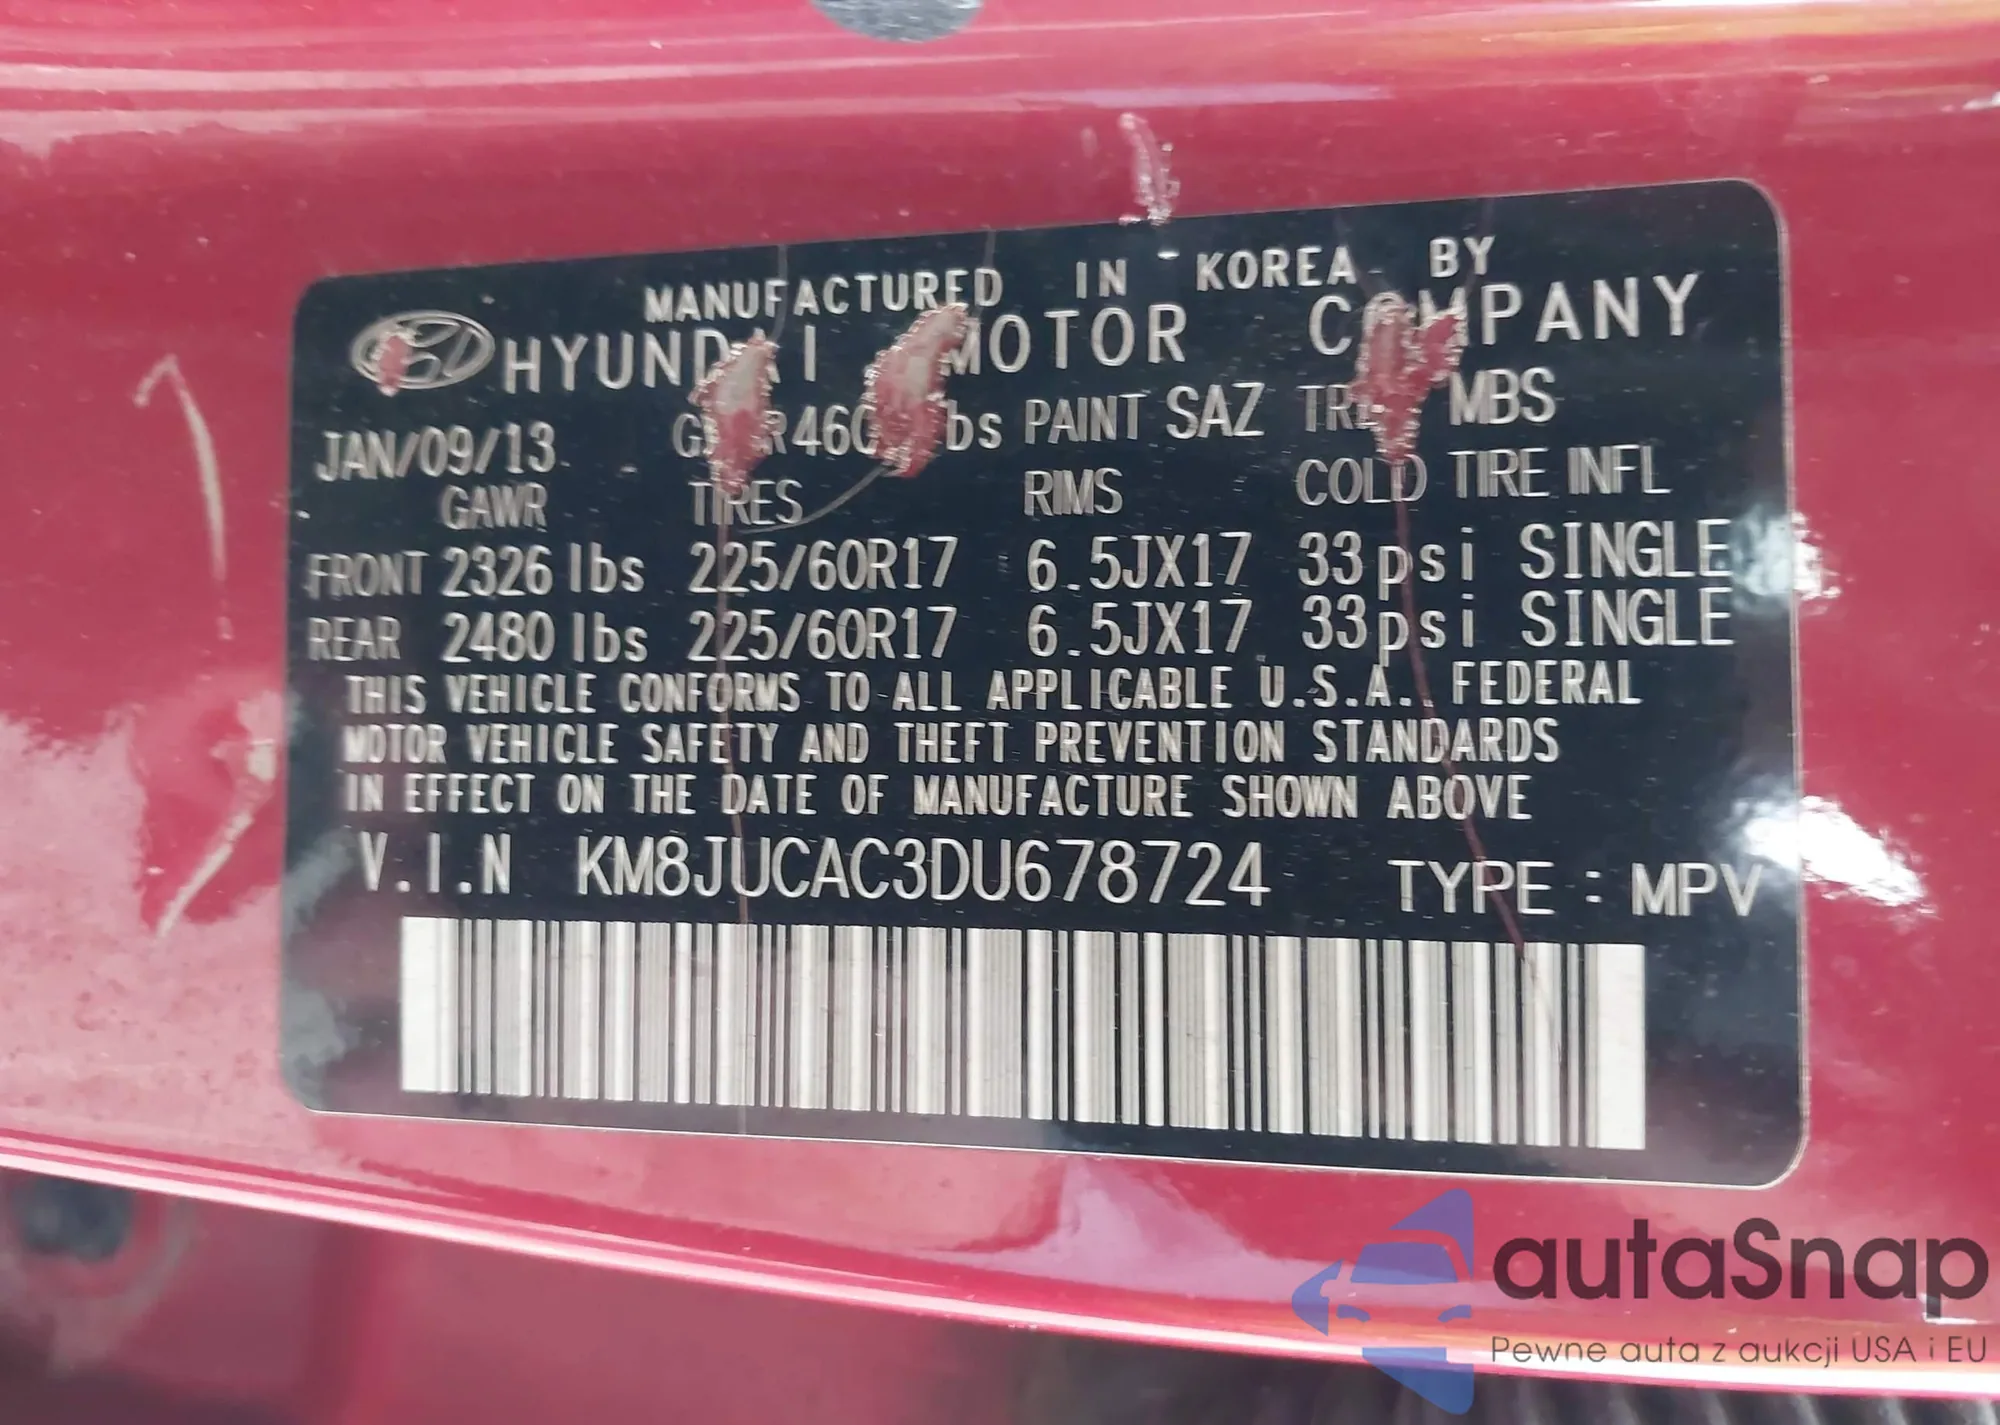 MANUFACTURED IN KOREA BY
HYUNDAI MOTOR COMPANY
JAN/09/13 lbs PAINT SAZ MBS
GAWR TIRES RIMS COLD TIRE INFL
FRONT 2326 lbs 225/60R17 6.5JX17 33psi SINGLE
REAR 2480 lbs 225/60R17 6.5JX17 33psi SINGLE
THIS VEHICLE CONFORMS TO ALL APPLICABLE U.S.A. FEDERAL
MOTOR VEHICLE SAFETY AND THEFT PREVENTION STANDARDS
IN EFFECT ON THE DATE OF MANUFACTURE SHOWN ABOVE
V.I.N KM8JUCAC3DU678724 TYPE : MPV
autaSnap
Pewne auta z aukcji USA i EU